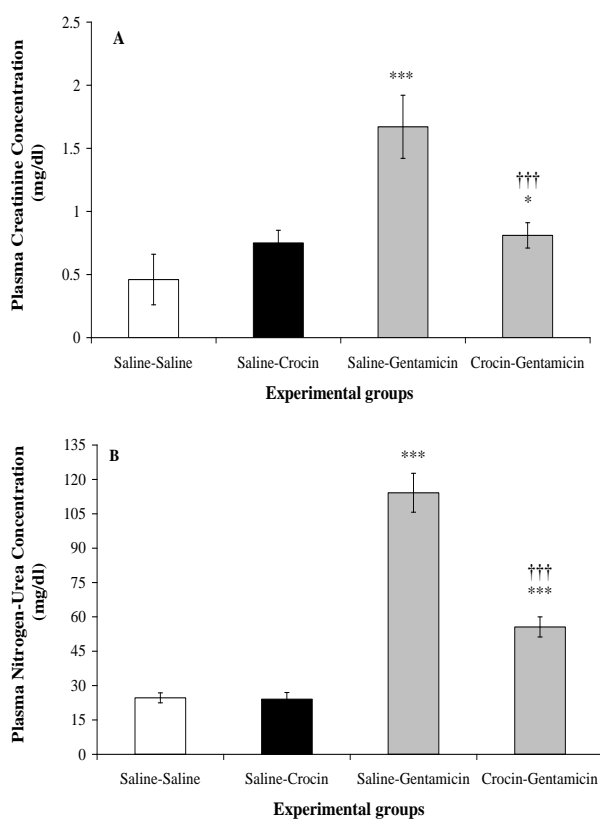 A
Plasma Creatinine Concentration
(mg/dl)
2.5
2
1.5
1
0.5
0
***
†††
*
Saline-Saline Saline-Crocin Saline-Gentamicin Crocin-Gentamicin
Experimental groups
B
Plasma Nitrogen-Urea Concentration
(mg/dl)
135
120
105
90
75
60
45
30
15
0
***
†††
***
Saline-Saline Saline-Crocin Saline-Gentamicin Crocin-Gentamicin
Experimental groups